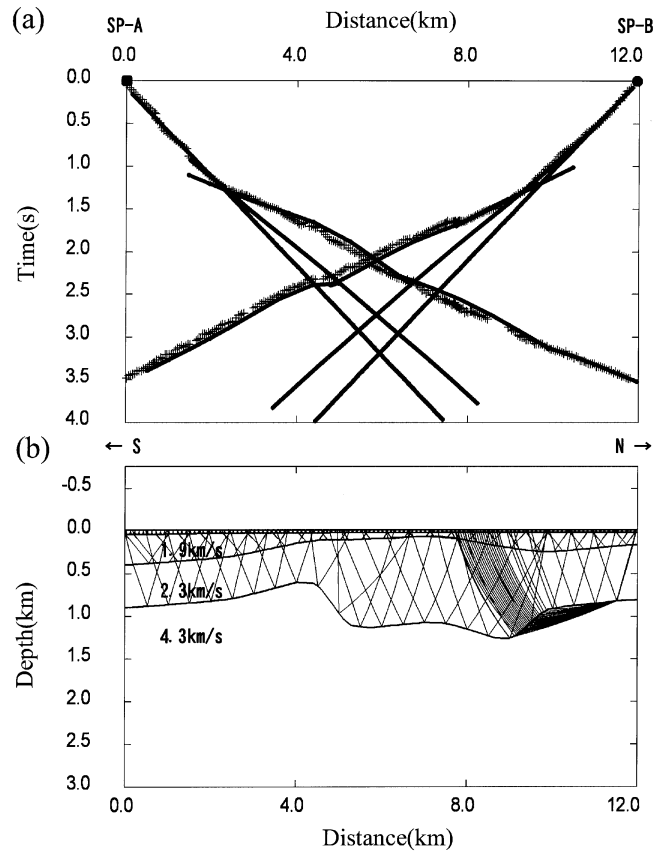 (a)
Distance(km)
SP-A SP-B
0.0 4.0 8.0 12.0
0.0
0.5
1.0
1.5
2.0
2.5
3.0
3.5
4.0
Time(s)
(b)
← S N →
-0.5
0.0
0.5
1.0
1.5
2.0
2.5
3.0
Depth(km)
1.9km/s
2.3km/s
4.3km/s
0.0 4.0 8.0 12.0
Distance(km)